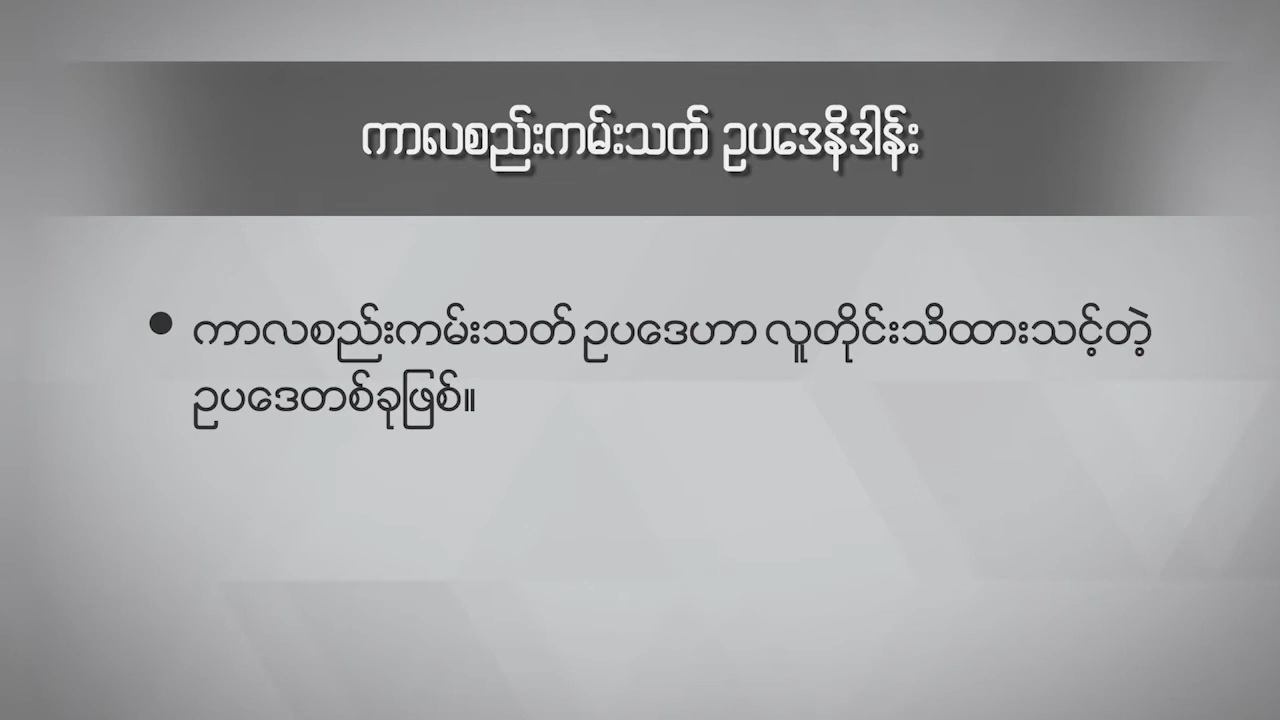 ကာလစည်းကမ်းသတ် ဥပဒေနိဒါန်း
• ကာလစည်းကမ်းသတ် ဥပဒေဟာ လူတိုင်းသိထားသင့်တဲ့
ဥပဒေတစ်ခုဖြစ်။